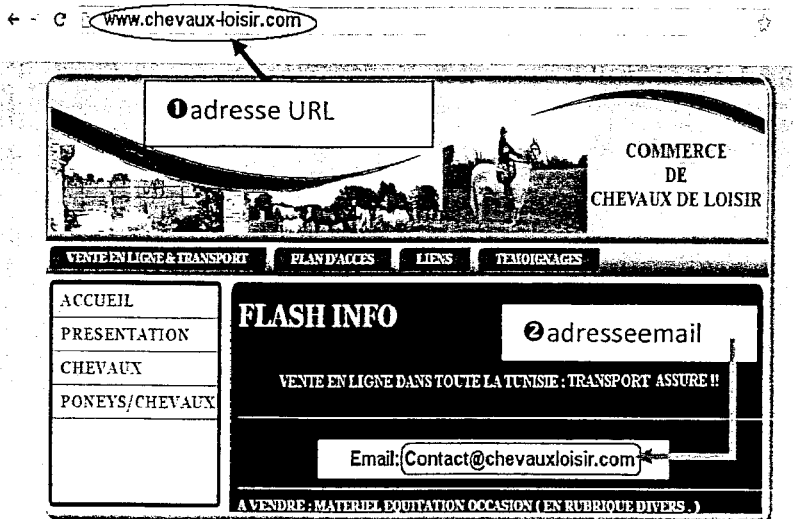 www.chevaux-loisir.com
❶adresse URL
COMMERCE
DE
CHEVAUX DE LOISIR
VENTE EN LIGNE & TRANSPORT PLAN D'ACCES LIENS TEMOIGNAGES
ACCUEIL
PRESENTATION
CHEVAUX
PONEYS/CHEVAUX
FLASH INFO
❷adresseemail
VENTE EN LIGNE DANS TOUTE LA TUNISIE : TRANSPORT ASSURE !!
Email: Contact@chevauxloisir.com
A VENDRE : MATERIEL EQUITATION OCCASION ( EN RUBRIQUE DIVERS . )